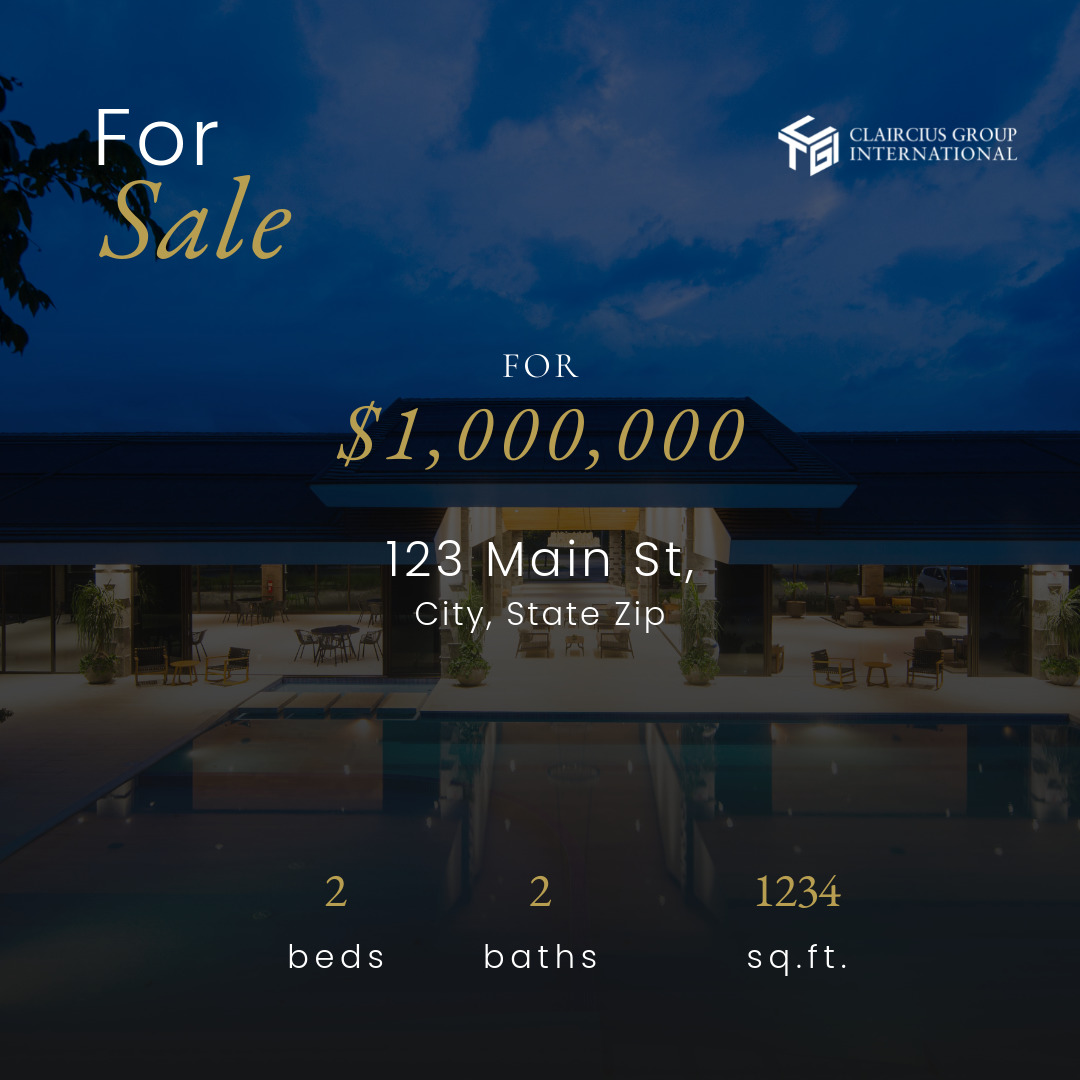 For
Sale
CLAIRCIUS GROUP
INTERNATIONAL
FOR
$1,000,000
123 Main St,
City, State Zip
2 2 1234
beds baths sq.ft.